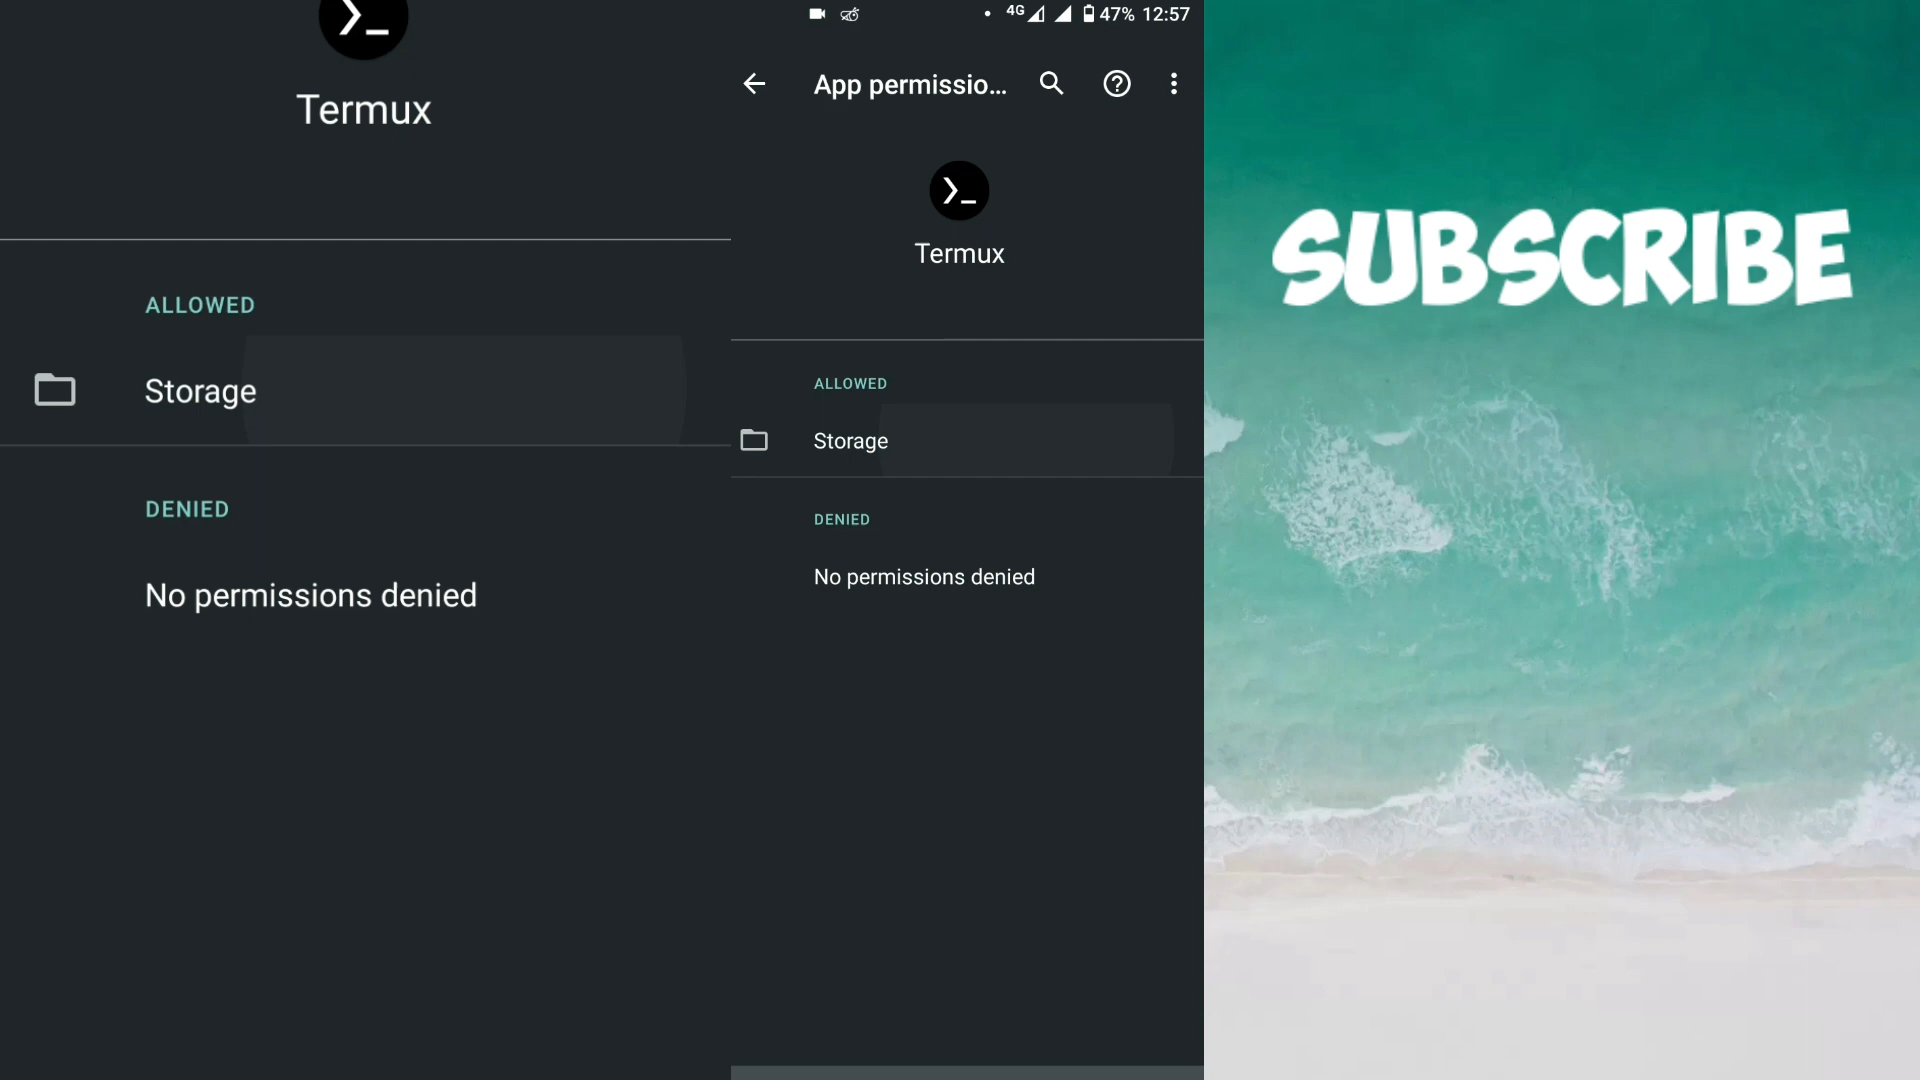 Termux
ALLOWED
Storage
DENIED
No permissions denied
4G 47% 12:57
App permissio...
Termux
ALLOWED
Storage
DENIED
No permissions denied
SUBSCRIBE